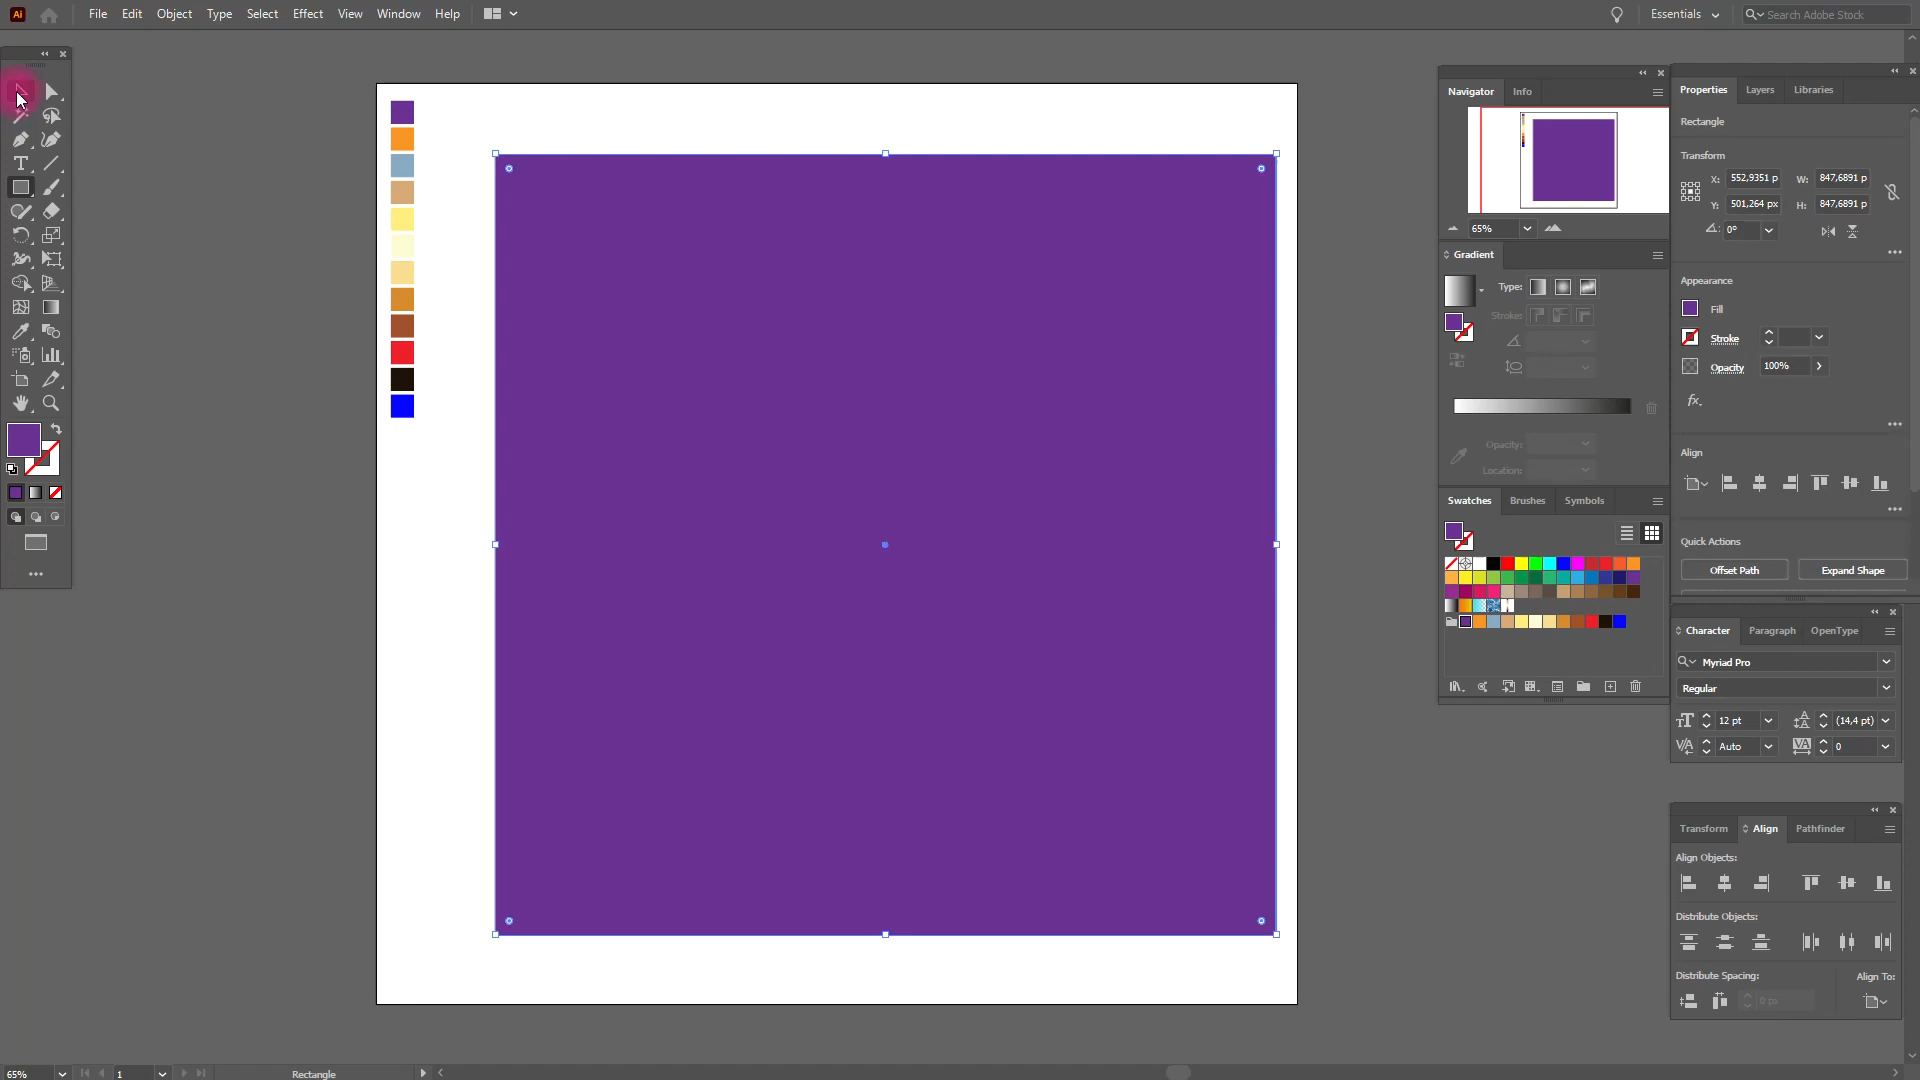 Ai File Edit Object Type Select Effect View Window Help Essentials Search Adobe Stock
Navigator Info
65%
Gradient
Type:
Stroke:
Opacity:
Location:
Swatches Brushes Symbols
Properties Layers Libraries
Rectangle
Transform
X: 552,9351 p W: 847,6891 p
Y: 501,264 px H: 847,6891 p
0°
Appearance
Fill
Stroke
Opacity 100%
fx.
Align
Quick Actions
Offset Path Expand Shape
Character Paragraph OpenType
Myriad Pro
Regular
12 pt (14,4 pt)
Auto 0
Transform Align Pathfinder
Align Objects:
Distribute Objects:
Distribute Spacing: Align To:
0 px
65% 1 Rectangle